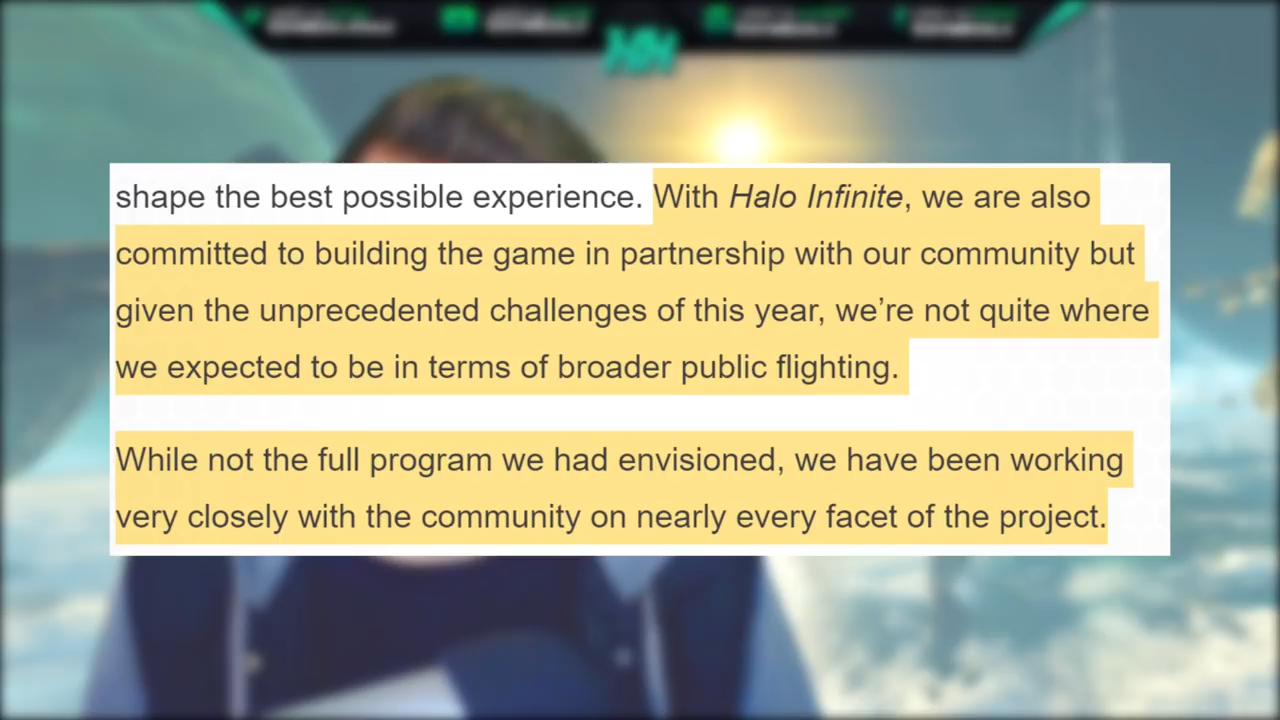 shape the best possible experience. With Halo Infinite, we are also
committed to building the game in partnership with our community but
given the unprecedented challenges of this year, we’re not quite where
we expected to be in terms of broader public flighting.
While not the full program we had envisioned, we have been working
very closely with the community on nearly every facet of the project.